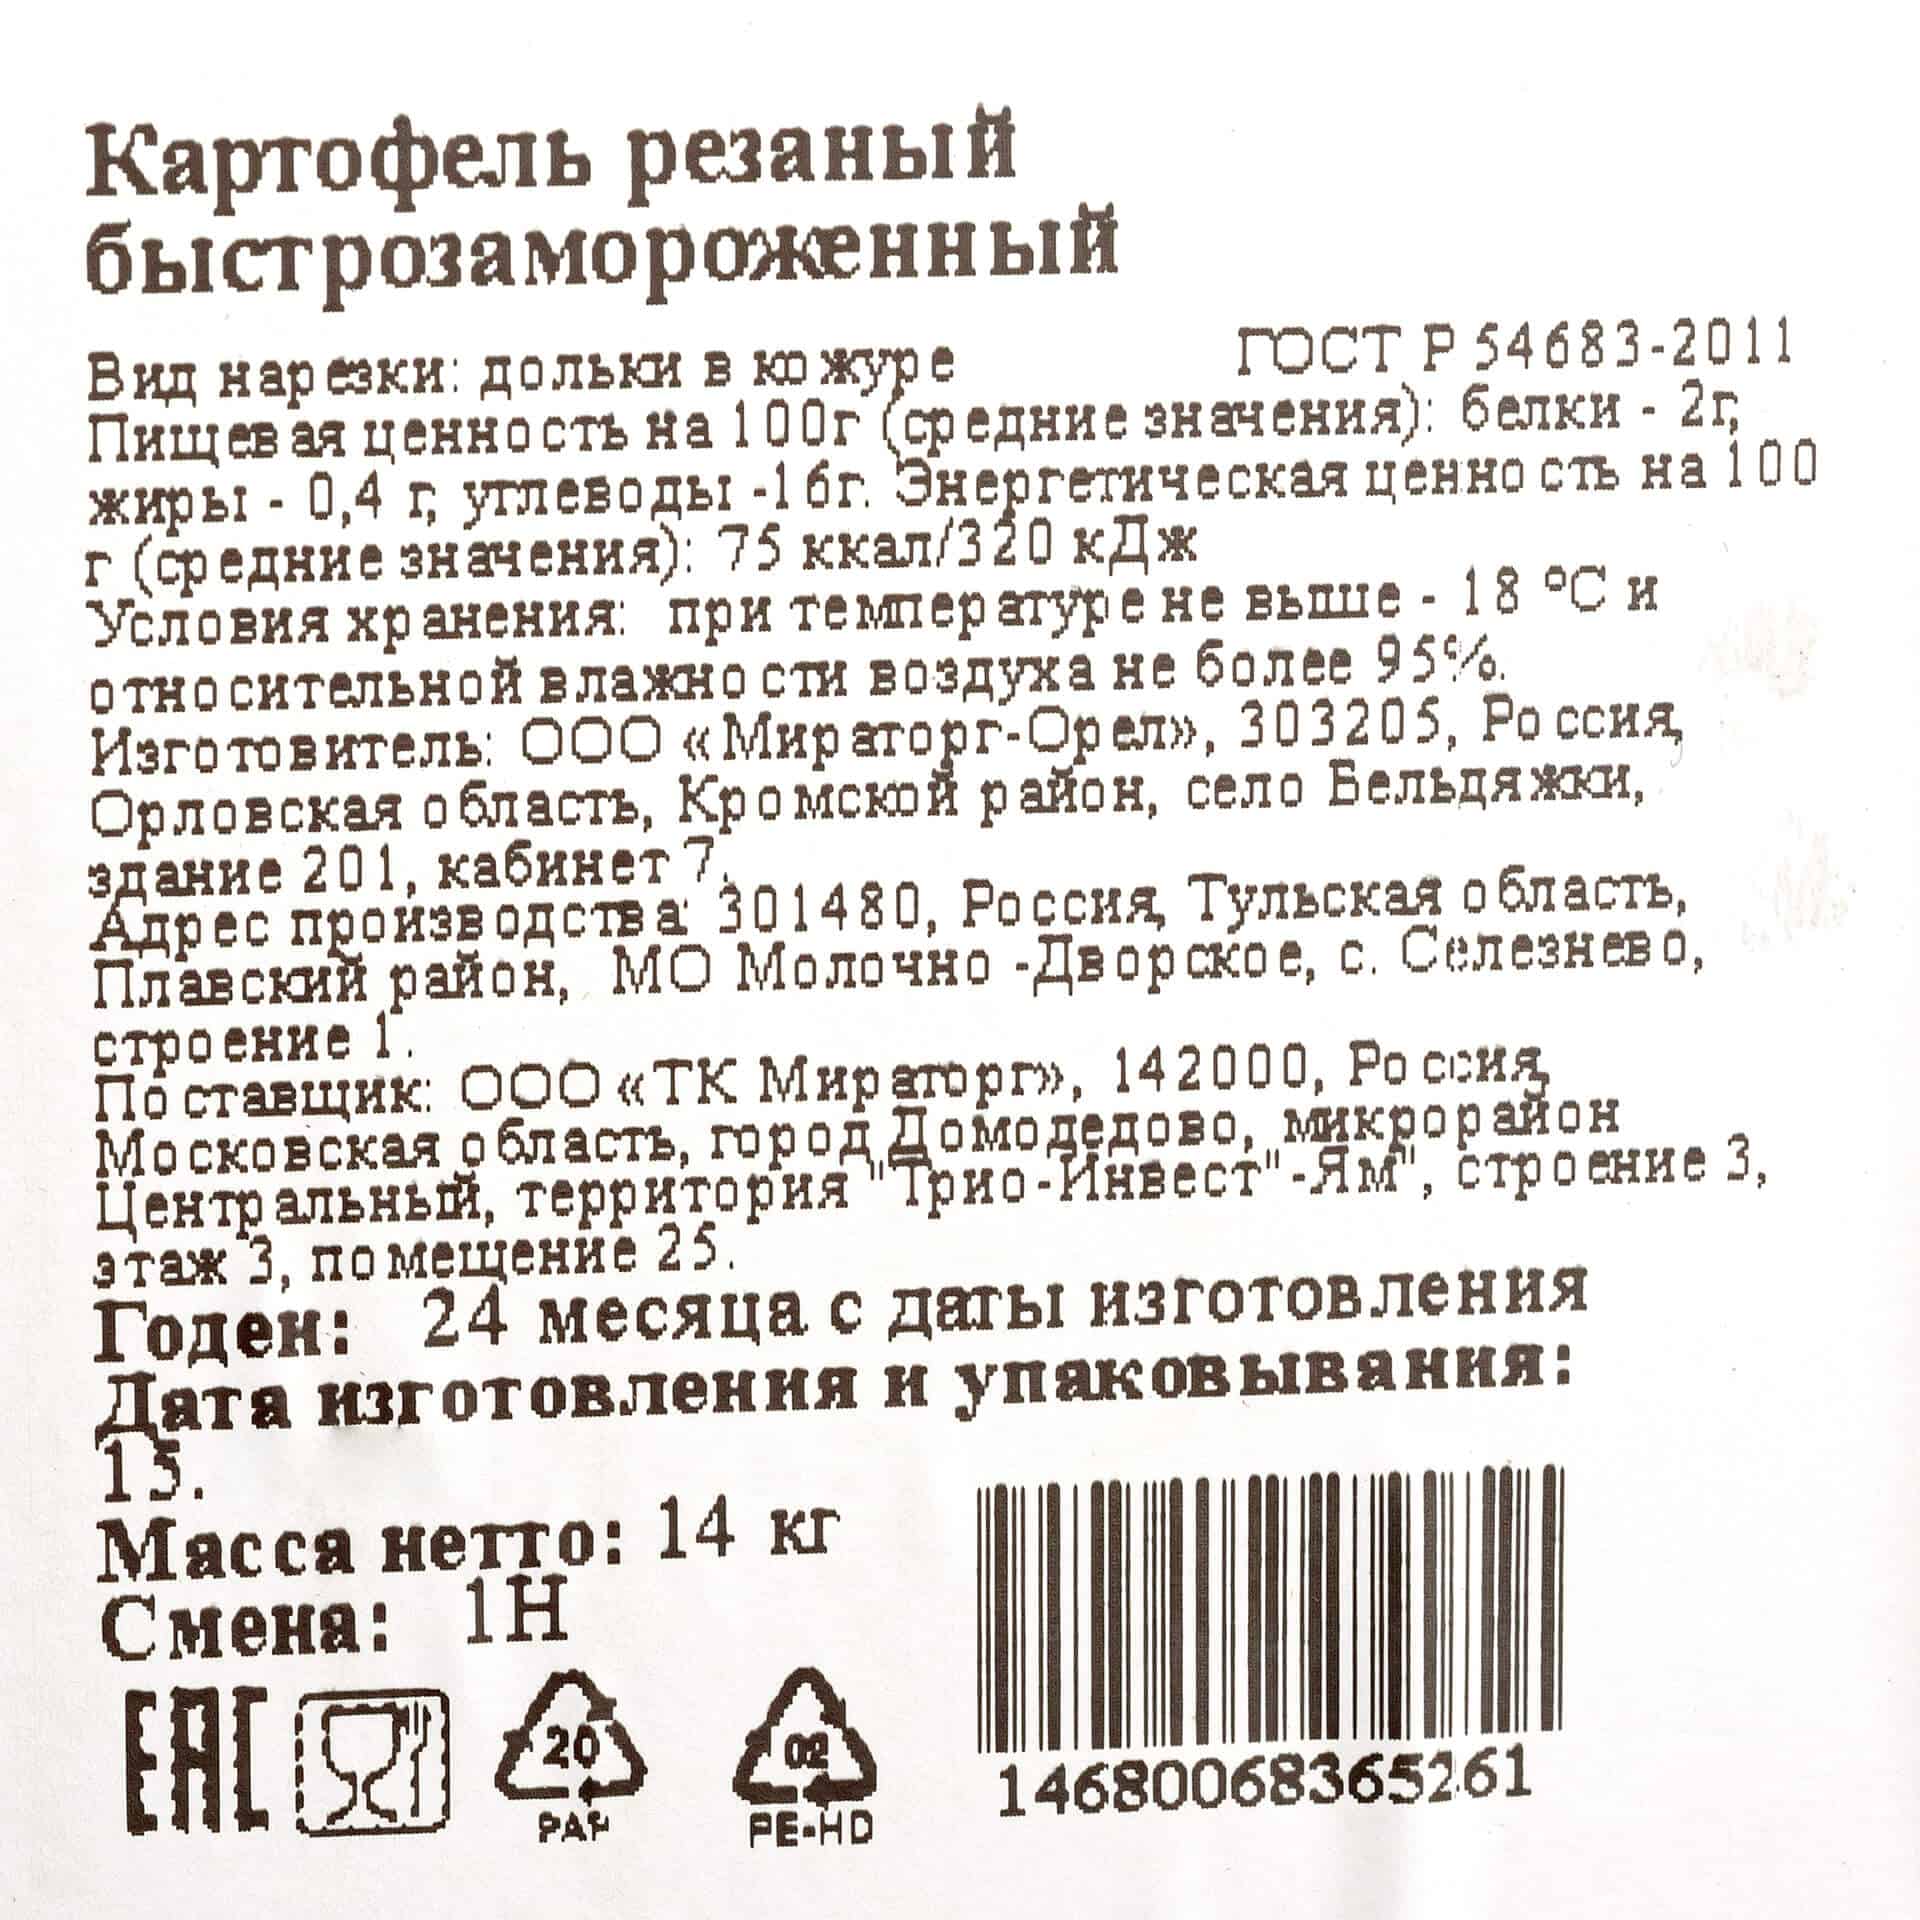 Картофель резаный
быстрозамороженный
Вид нарезки: дольки в кожуре ГОСТ Р 54683-2011
Пищевая ценность на 100г (средние значения): белки - 2г,
жиры - 0,4 г, углеводы -16г. Энергетическая ценность на 100
г (средние значения): 75 ккал/320 кДж
Условия хранения: при температуре не выше - 18 °С и
относительной влажности воздуха не более 95%.
Изготовитель: ООО «Мираторг-Орел», 303205, Россия,
Орловская область, Кромской район, село Бельдяжки,
здание 201, кабинет 7.
Адрес производства: 301480, Россия, Тульская область,
Плавский район, МО Молочно -Дворское, с. Селезнево,
строение 1.
Поставщик: ООО «ТК Мираторг», 142000, Россия,
Московская область, город Домодедово, микрорайон
Центральный, территория "Трио-Инвест"-Ям", строение 3,
этаж 3, помещение 25.
Годен: 24 месяца с даты изготовления
Дата изготовления и упаковывания:
15.
Масса нетто: 14 кг
Смена: 1Н
EAC
20
PAP
02
PE-HD
14680068365261